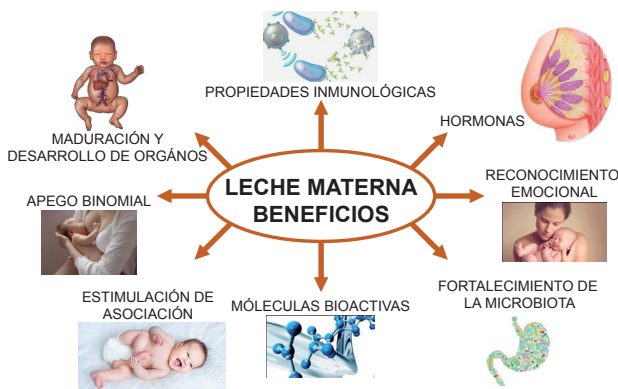 PROPIEDADES INMUNOLÓGICAS
HORMONAS
MADURACIÓN Y
DESARROLLO DE ORGÁNOS
LECHE MATERNA
BENEFICIOS
RECONOCIMIENTO
EMOCIONAL
APEGO BINOMIAL
ESTIMULACIÓN DE
ASOCIACIÓN
MÓLECULAS BIOACTIVAS
FORTALECIMIENTO DE
LA MICROBIOTA